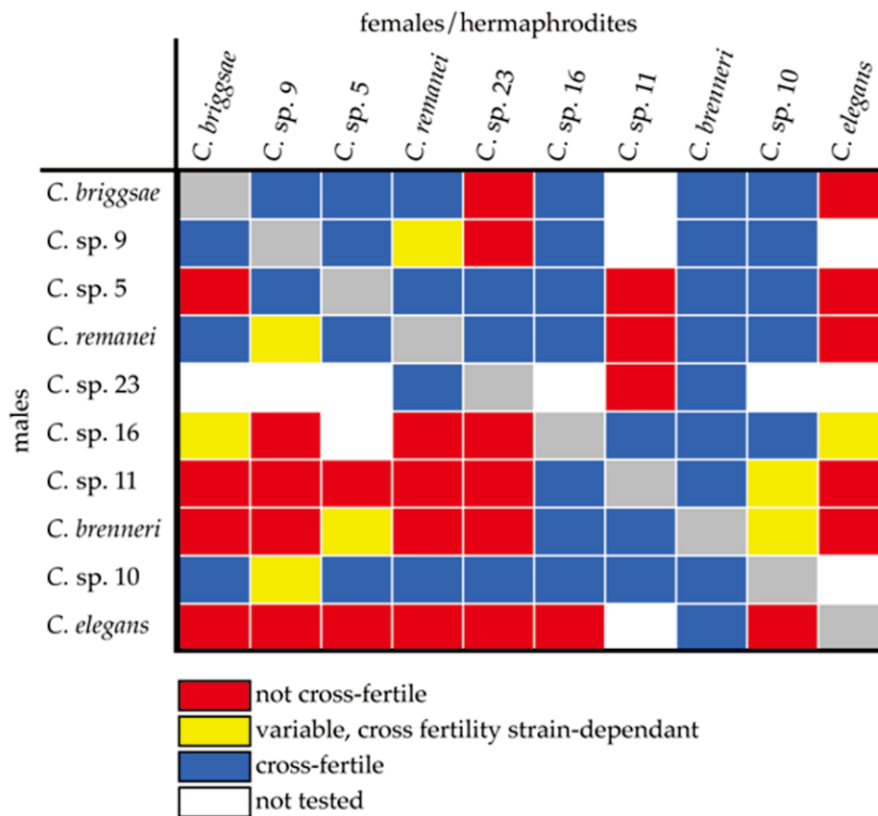 females/hermaphrodites
C. briggsae
C. sp. 9
C. sp. 5
C. remanei
C. sp. 23
C. sp. 16
C. sp. 11
C. brenneri
C. sp. 10
C. elegans
males
C. briggsae
C. sp. 9
C. sp. 5
C. remanei
C. sp. 23
C. sp. 16
C. sp. 11
C. brenneri
C. sp. 10
C. elegans
not cross-fertile
variable, cross fertility strain-dependant
cross-fertile
not tested